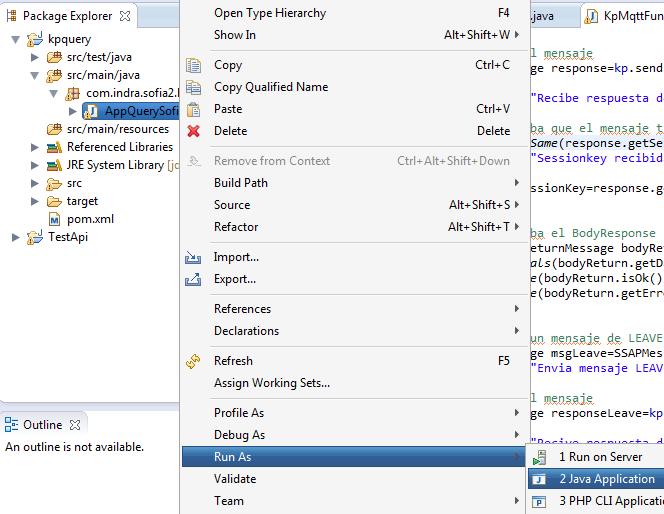 Package Explorer
kpquery
src/test/java
src/main/java
com.indra.sofia2.
AppQuerySofi
src/main/resources
Referenced Libraries
JRE System Library [
src
target
pom.xml
TestApi
Outline
An outline is not available.
Open Type Hierarchy F4
Show In Alt+Shift+W
Copy Ctrl+C
Copy Qualified Name
Paste Ctrl+V
Delete Delete
Remove from Context Ctrl+Alt+Shift+Down
Build Path
Source Alt+Shift+S
Refactor Alt+Shift+T
Import...
Export...
References
Declarations
Refresh F5
Assign Working Sets...
Profile As
Debug As
Run As
Validate
Team
1 Run on Server
2 Java Application
3 PHP CLI Applicatio
.java
KpMqttFun
l mensaje
ge response=kp.send
"Recibe respuesta d
ba que el mensaje t
Same(response.getSe
"Sessionkey recibid
ssionKey=response.g
ba el BodyResponse
eturnMessage bodyRe
als(bodyReturn.getD
e(bodyReturn.isOk()
e(bodyReturn.getErr
un mensaje de LEAVE
ge msgLeave=SSAPMes
"Envia mensaje LEAV
l mensaje
ge responseLeave=kp
"Recibe respuesta d